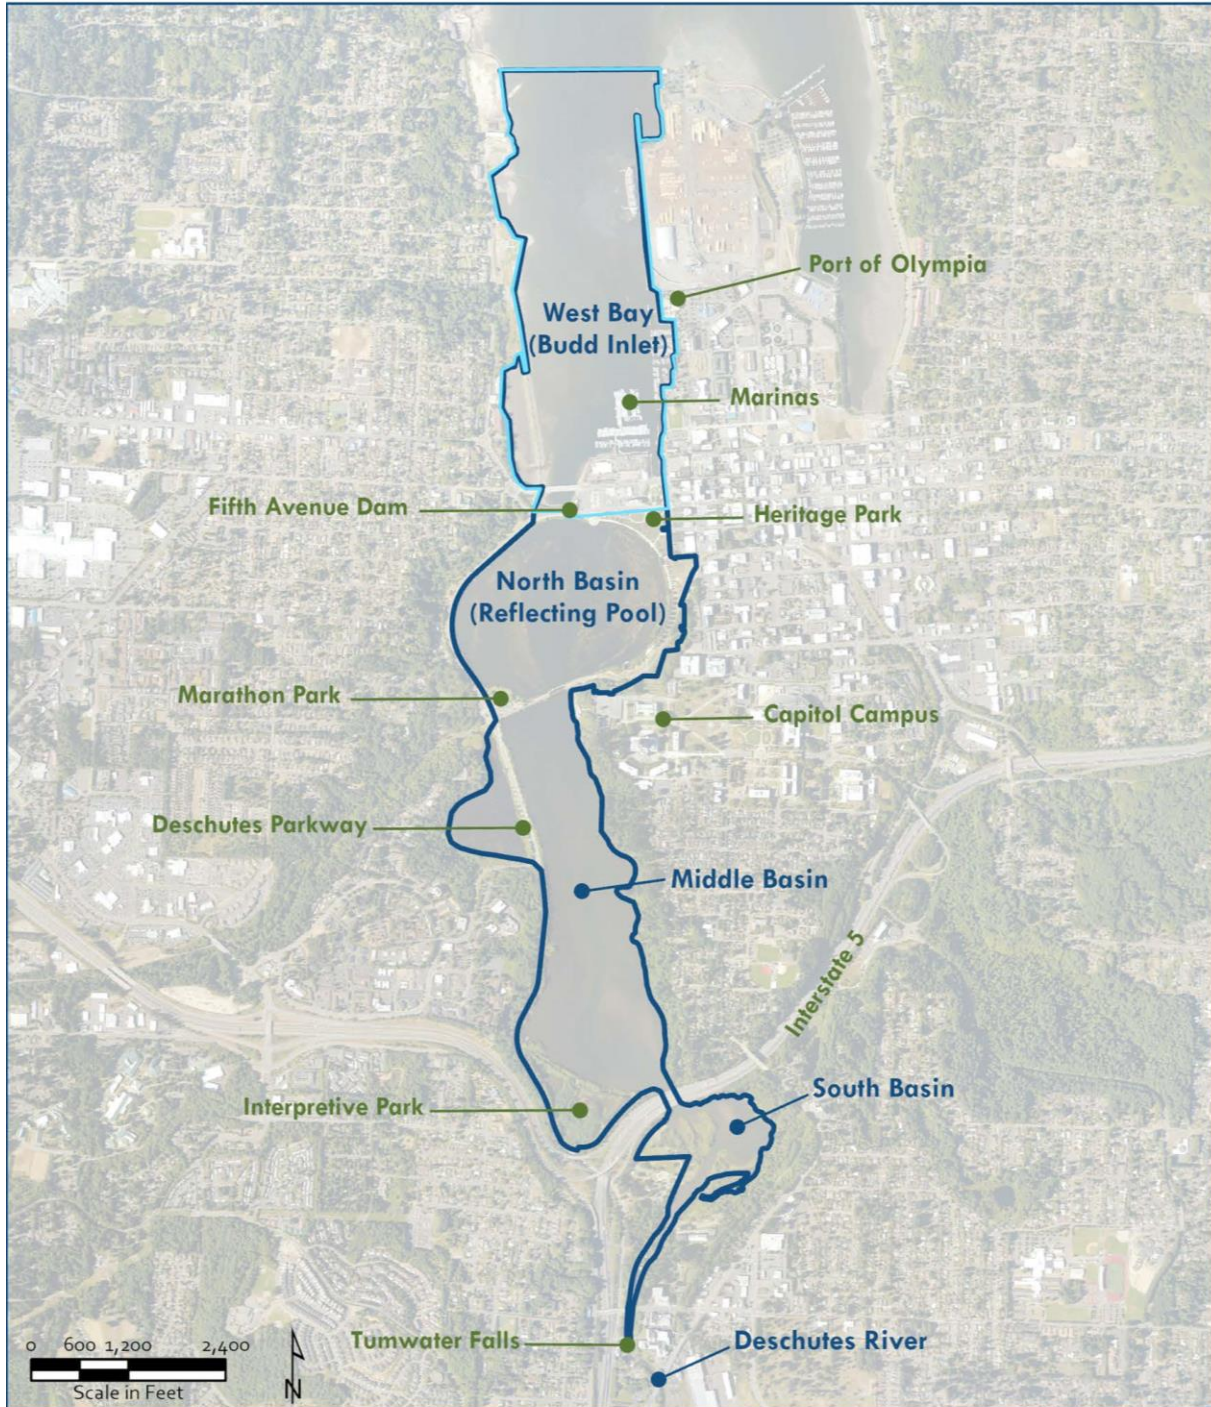 Port of Olympia
West Bay
(Budd Inlet)
Marinas
Fifth Avenue Dam
Heritage Park
North Basin
(Reflecting Pool)
Marathon Park
Capitol Campus
Deschutes Parkway
Middle Basin
Interstate 5
South Basin
Interpretive Park
Tumwater Falls
Deschutes River
0 600 1,200 2,400
Scale in Feet
N